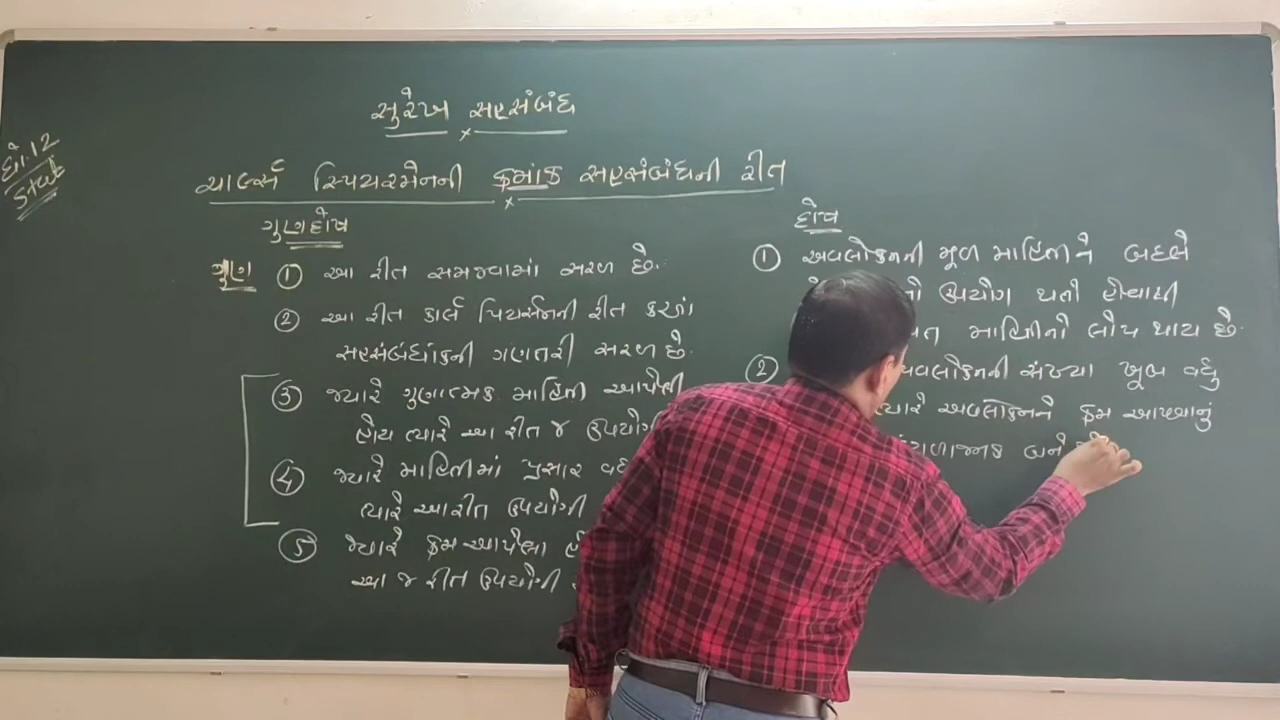 સુરેખ સહસંબંધ
ધો.12
Stat
ચાર્લ્સ સ્પિયરમેનની ક્રમાંક સહસંબંધની રીત
ગુણદોષ
ગુણ
① આ રીત સમજવામાં સરળ છે.
② આ રીત કાર્લ પિયર્સનની રીત કરતાં
સહસંબંધાંકની ગણતરી સરળ છે.
③ જ્યારે ગુણાત્મક માહિતી આપેલી
હોય ત્યારે આ રીત જ ઉપયોગી
④ જ્યારે માહિતીમાં પ્રસાર
ત્યારે આ રીત ઉપયોગી
⑤ જ્યારે ક્રમ આપેલા
આ જ રીત ઉપયોગી
દોષ
① અવલોકનની મૂળ માહિતીને બદલે
ઉપયોગ થતો હોવાથી
માહિતીનો લોપ થાય છે.
② અવલોકનની સંખ્યા ખૂબ વધુ
ત્યારે અવલોકનને ક્રમ આપવાનું
બને